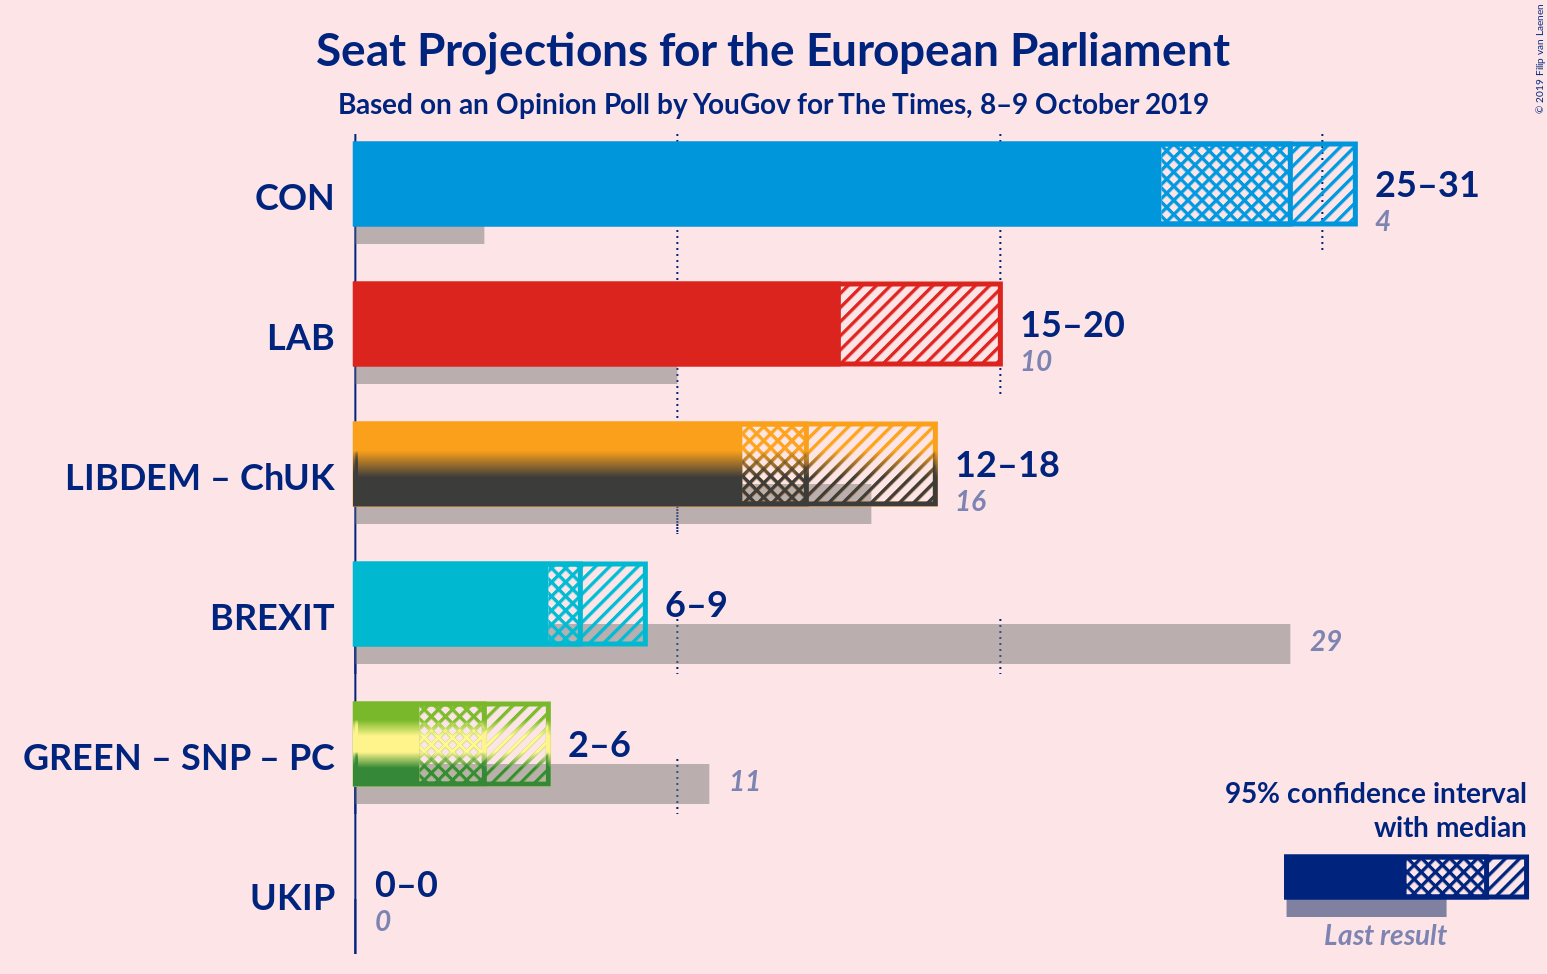 Seat Projections for the European Parliament
Based on an Opinion Poll by YouGov for The Times, 8–9 October 2019
© 2019 Filip van Laenen
CON
25–31
4
LAB
15–20
10
LIBDEM – ChUK
12–18
16
BREXIT
6–9
29
GREEN – SNP – PC
2–6
11
UKIP
0–0
0
95% confidence interval
with median
Last result